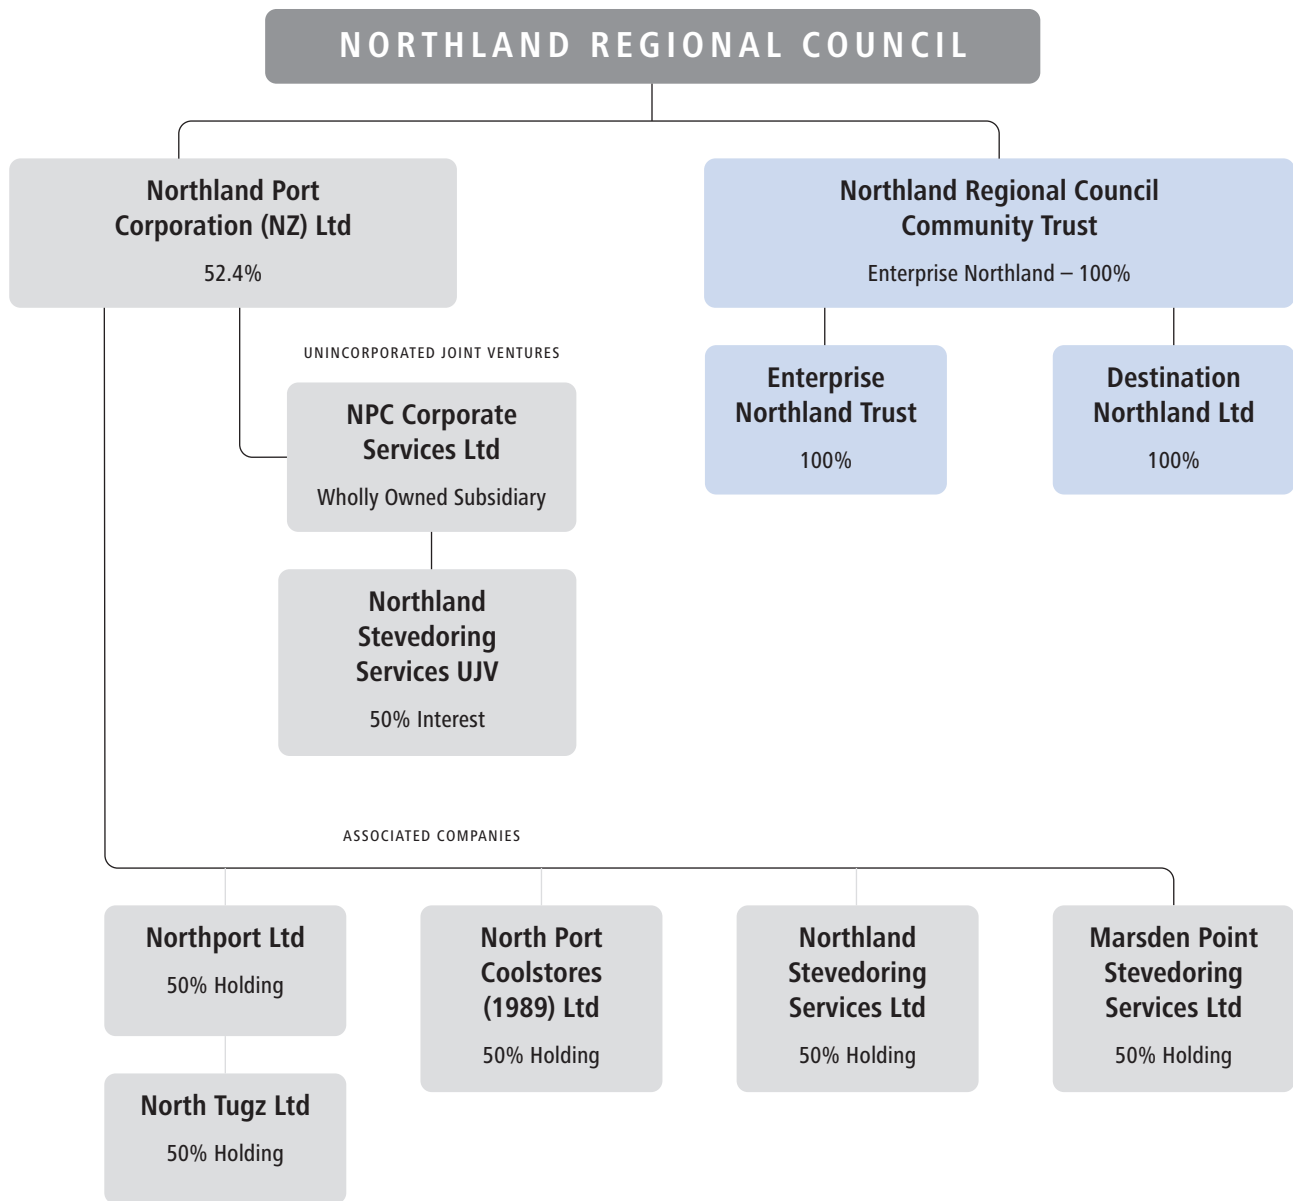 NORTHLAND REGIONAL COUNCIL
Northland Port
Corporation (NZ) Ltd
52.4%
Northland Regional Council
Community Trust
Enterprise Northland – 100%
UNINCORPORATED JOINT VENTURES
NPC Corporate
Services Ltd
Wholly Owned Subsidiary
Enterprise
Northland Trust
100%
Destination
Northland Ltd
100%
Northland
Stevedoring
Services UJV
50% Interest
ASSOCIATED COMPANIES
Northport Ltd
50% Holding
North Port
Coolstores
(1989) Ltd
50% Holding
Northland
Stevedoring
Services Ltd
50% Holding
Marsden Point
Stevedoring
Services Ltd
50% Holding
North Tugz Ltd
50% Holding